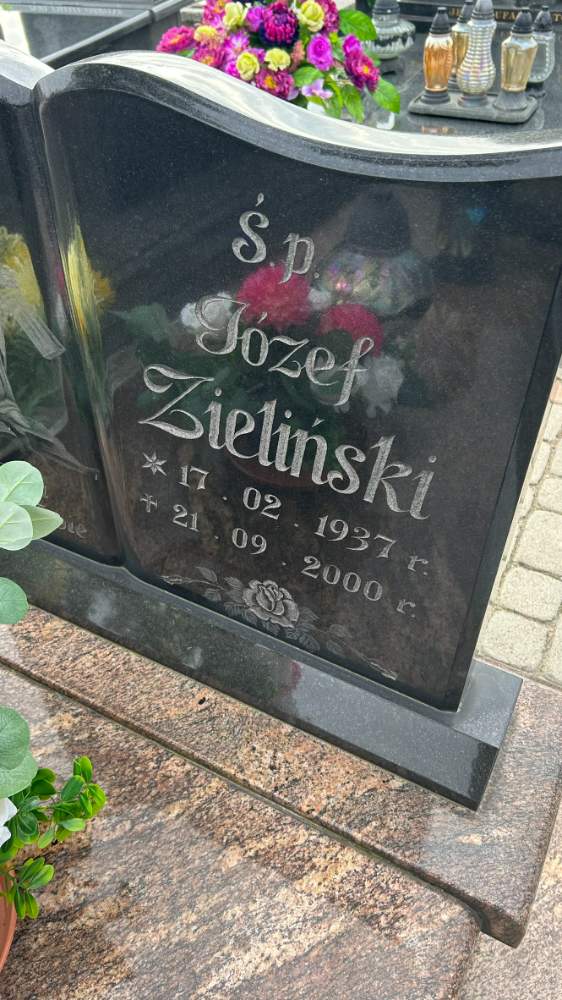 Ś. p.
Józef
Zieliński
* 17 . 02 . 1937 r.
✝ 21 . 09 . 2000 r.